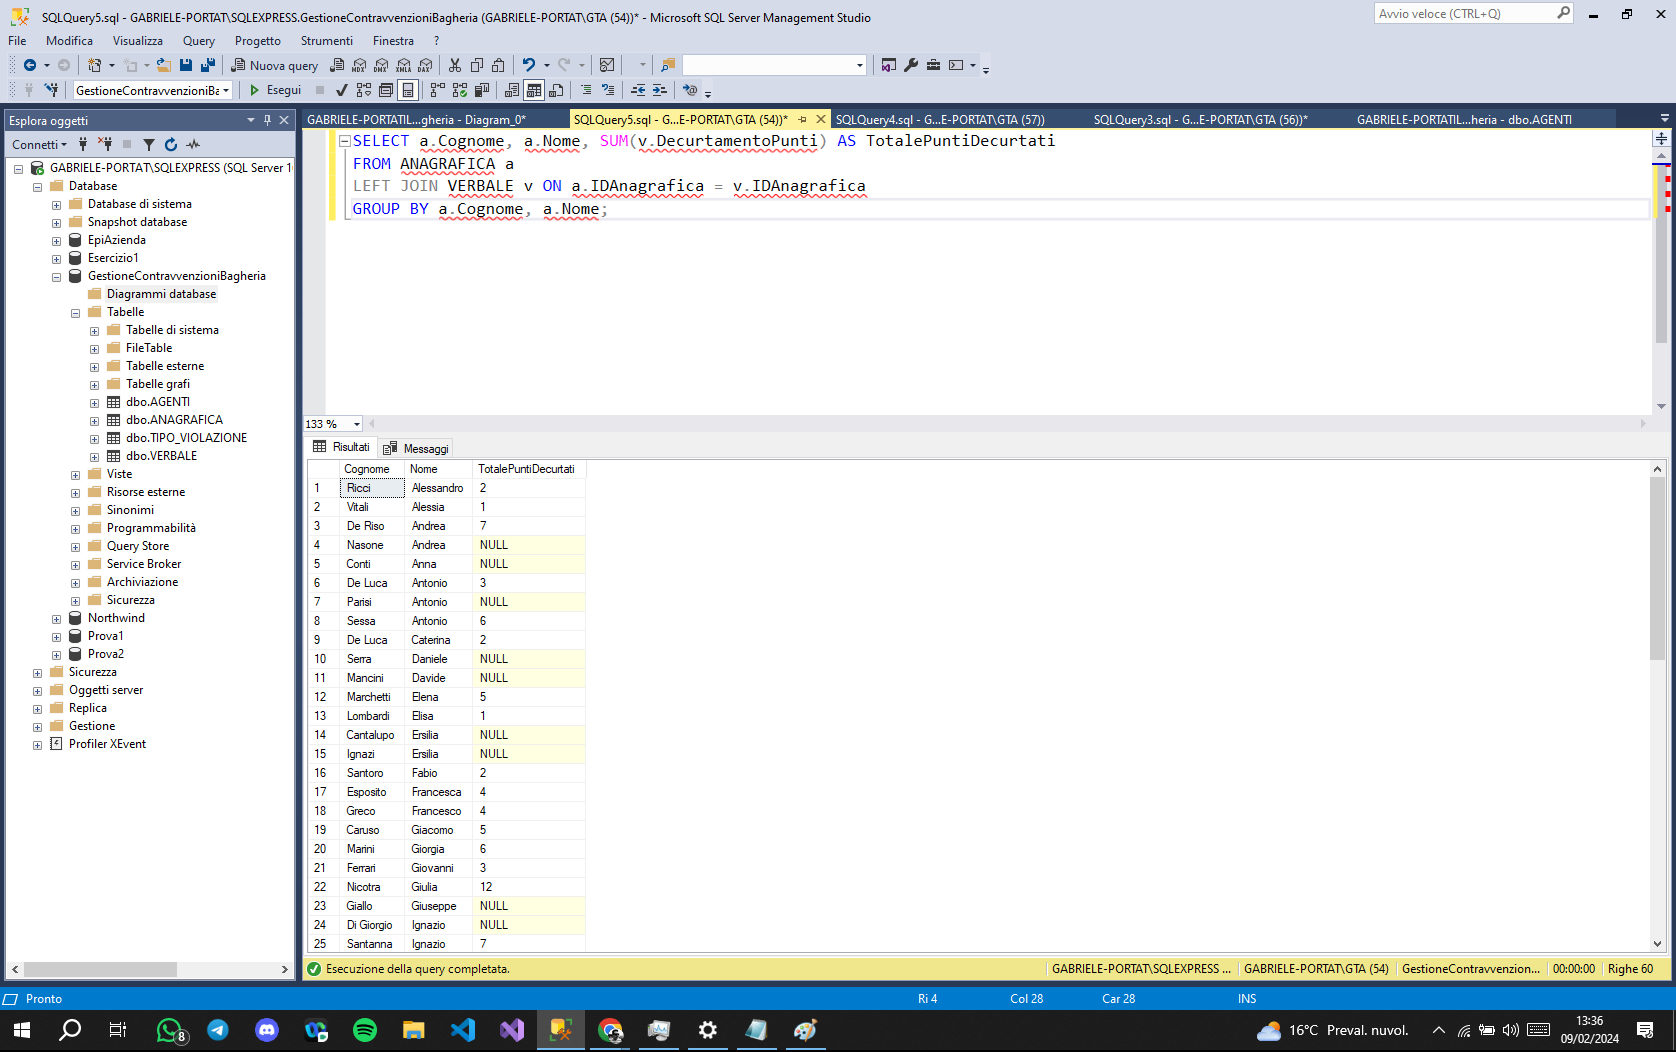 SQLQuery5.sql - GABRIELE-PORTAT\SQLEXPRESS.GestioneContravvenzioniBagheria (GABRIELE-PORTAT\GTA (54))* - Microsoft SQL Server Management Studio
Avvio veloce (CTRL+Q)
File Modifica Visualizza Query Progetto Strumenti Finestra ?
Nuova query MDX DMX XMLA DAX
GestioneContravvenzioniBa Esegui
Esplora oggetti
GABRIELE-PORTATIL...gheria - Diagram_0* SQLQuery5.sql - G...E-PORTAT\GTA (54))* SQLQuery4.sql - G...E-PORTAT\GTA (57)) SQLQuery3.sql - G...E-PORTAT\GTA (56))* GABRIELE-PORTATIL...heria - dbo.AGENTI
Connetti
GABRIELE-PORTAT\SQLEXPRESS (SQL Server 1
Database
Database di sistema
Snapshot database
EpiAzienda
Esercizio1
GestioneContravvenzioniBagheria
Diagrammi database
Tabelle
Tabelle di sistema
FileTable
Tabelle esterne
Tabelle grafi
dbo.AGENTI
dbo.ANAGRAFICA
dbo.TIPO_VIOLAZIONE
dbo.VERBALE
Viste
Risorse esterne
Sinonimi
Programmabilità
Query Store
Service Broker
Archiviazione
Sicurezza
Northwind
Prova1
Prova2
Sicurezza
Oggetti server
Replica
Gestione
Profiler XEvent
SELECT a.Cognome, a.Nome, SUM(v.DecurtamentoPunti) AS TotalePuntiDecurtati
FROM ANAGRAFICA a
LEFT JOIN VERBALE v ON a.IDAnagrafica = v.IDAnagrafica
GROUP BY a.Cognome, a.Nome;
133 %
Risultati Messaggi
Cognome Nome TotalePuntiDecurtati
1 Ricci Alessandro 2
2 Vitali Alessia 1
3 De Riso Andrea 7
4 Nasone Andrea NULL
5 Conti Anna NULL
6 De Luca Antonio 3
7 Parisi Antonio NULL
8 Sessa Antonio 6
9 De Luca Caterina 2
10 Serra Daniele NULL
11 Mancini Davide NULL
12 Marchetti Elena 5
13 Lombardi Elisa 1
14 Cantalupo Ersilia NULL
15 Ignazi Ersilia NULL
16 Santoro Fabio 2
17 Esposito Francesca 4
18 Greco Francesco 4
19 Caruso Giacomo 5
20 Marini Giorgia 6
21 Ferrari Giovanni 3
22 Nicotra Giulia 12
23 Giallo Giuseppe NULL
24 Di Giorgio Ignazio NULL
25 Santanna Ignazio 7
Esecuzione della query completata. GABRIELE-PORTAT\SQLEXPRESS ... GABRIELE-PORTAT\GTA (54) GestioneContravvenzion... 00:00:00 Righe 60
Pronto Ri 4 Col 28 Car 28 INS
8 16°C Preval. nuvol. 13:36
09/02/2024